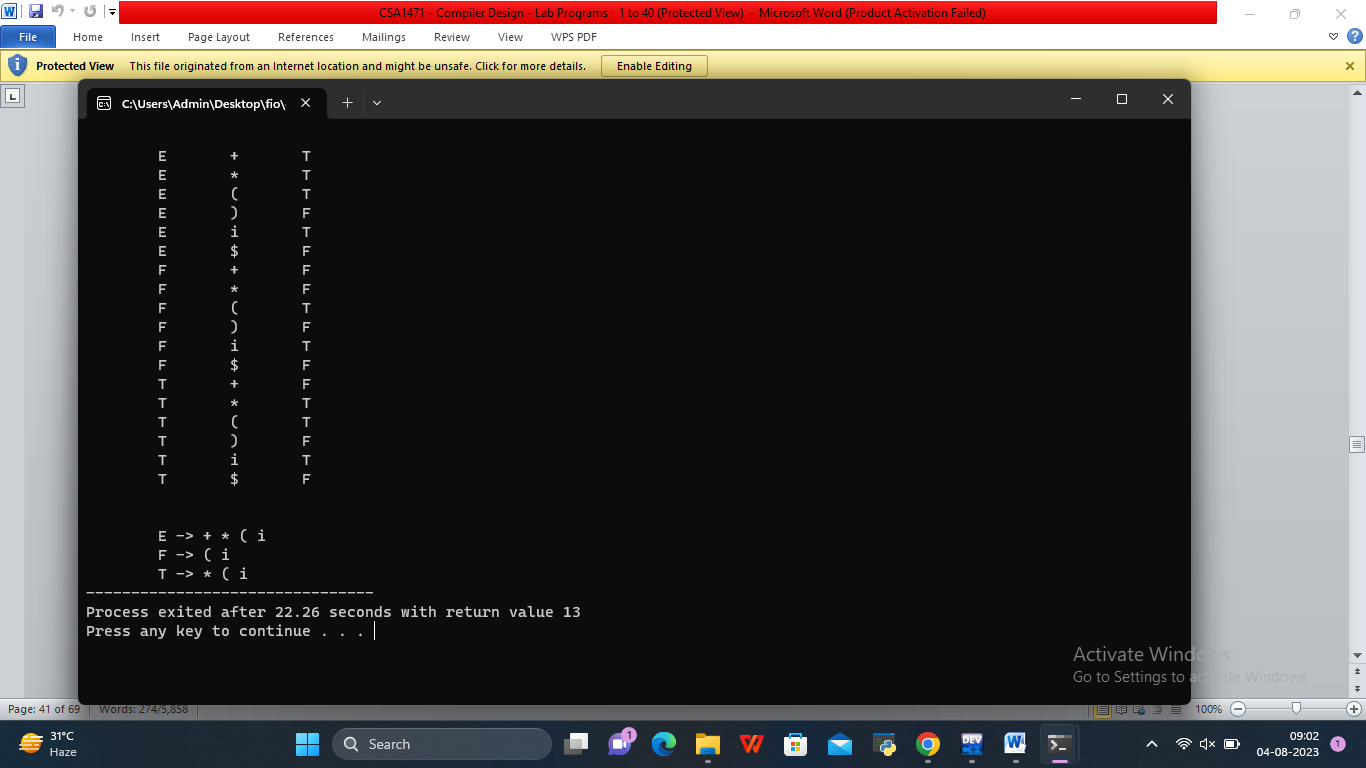 CSA1471 - Compiler Design - Lab Programs - 1 to 40 (Protected View) - Microsoft Word (Product Activation Failed)
File Home Insert Page Layout References Mailings Review View WPS PDF
Protected View This file originated from an Internet location and might be unsafe. Click for more details. Enable Editing
C:\Users\Admin\Desktop\fio\
E + T
E * T
E ( T
E ) F
E i T
E $ F
F + F
F * F
F ( T
F ) F
F i T
F $ F
T + F
T * T
T ( T
T ) F
T i T
T $ F
E -> + * ( i
F -> ( i
T -> * ( i
--------------------------------
Process exited after 22.26 seconds with return value 13
Press any key to continue . . .
Activate Windows
Go to Settings to activate Windows.
Page: 41 of 69 Words: 274/5,858 100%
31°C
Haze
Search
1
DEV
09:02
04-08-2023
1